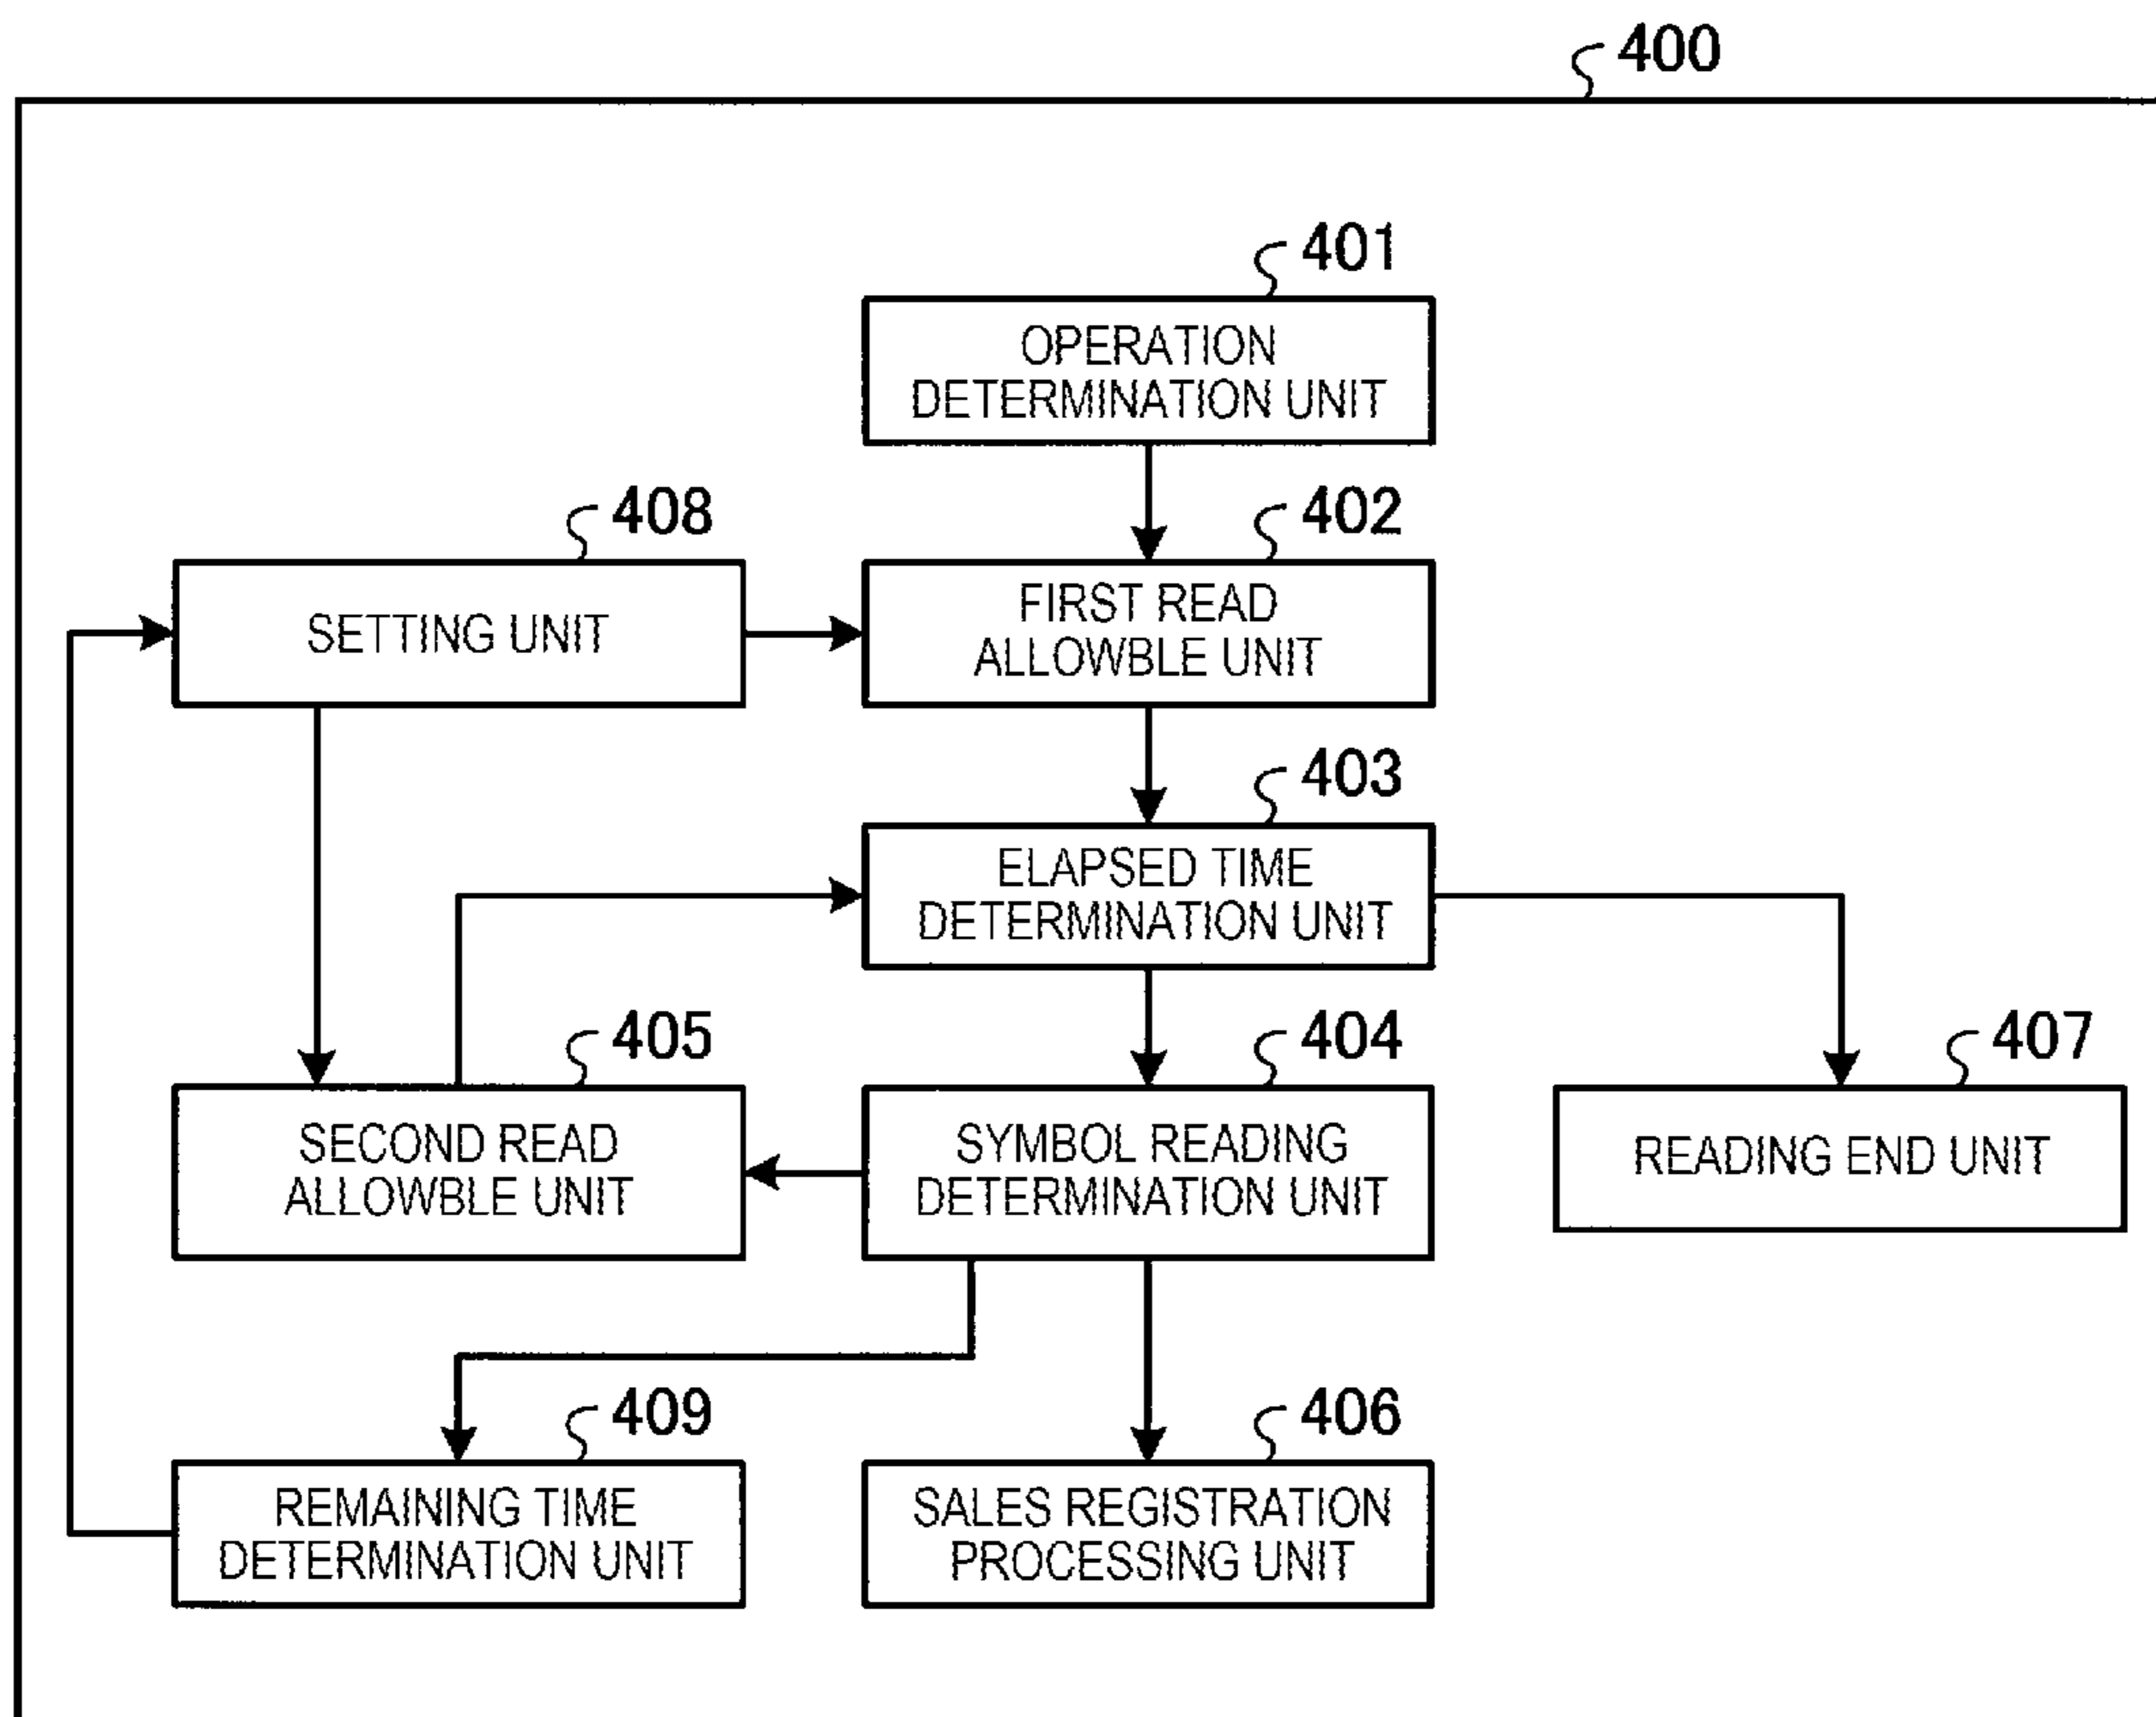 400
401
OPERATION
DETERMINATION UNIT
408
SETTING UNIT
402
FIRST READ
ALLOWBLE UNIT
403
ELAPSED TIME
DETERMINATION UNIT
405
SECOND READ
ALLOWBLE UNIT
404
SYMBOL READING
DETERMINATION UNIT
407
READING END UNIT
409
REMAINING TIME
DETERMINATION UNIT
406
SALES REGISTRATION
PROCESSING UNIT